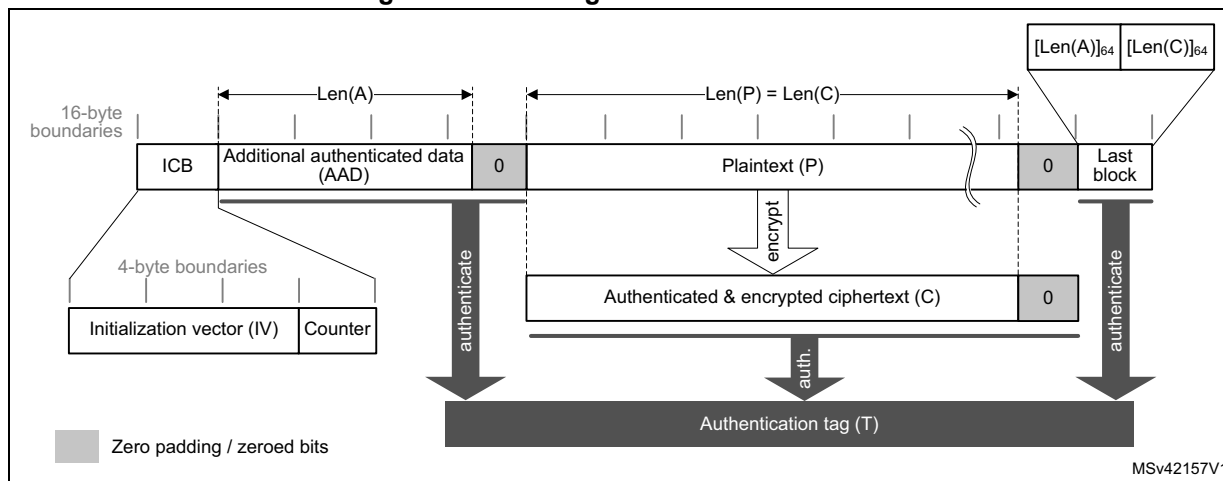 [Len(A)]64 [Len(C)]64
Len(A)
Len(P) = Len(C)
16-byte
boundaries
ICB
Additional authenticated data
(AAD)
0
Plaintext (P)
0
Last
block
encrypt
4-byte boundaries
authenticate
authenticate
Initialization vector (IV)
Counter
Authenticated & encrypted ciphertext (C)
0
auth.
Authentication tag (T)
Zero padding / zeroed bits
MSv42157V1